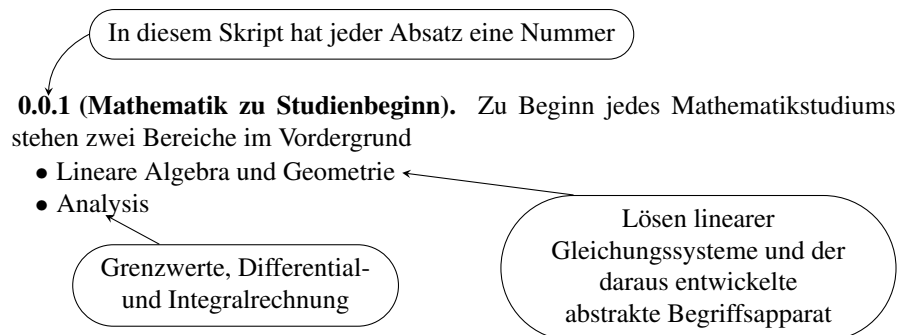 In diesem Skript hat jeder Absatz eine Nummer
0.0.1 (Mathematik zu Studienbeginn). Zu Beginn jedes Mathematikstudiums
stehen zwei Bereiche im Vordergrund
• Lineare Algebra und Geometrie
• Analysis
Lösen linearer
Gleichungssysteme und der
daraus entwickelte
abstrakte Begriffsapparat
Grenzwerte, Differential-
und Integralrechnung